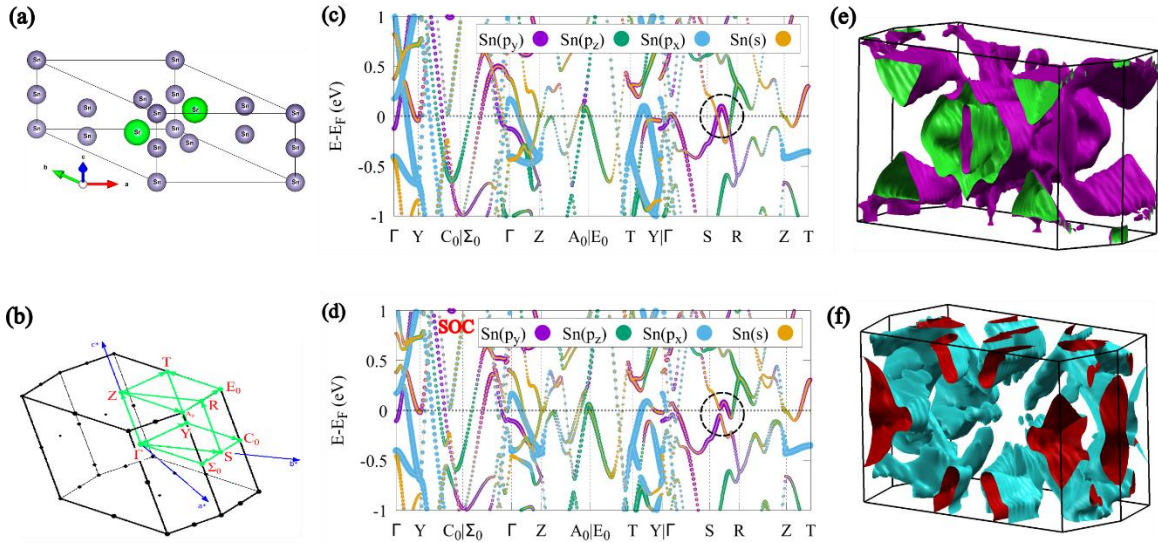 (a)
Sn Sn
Sn Sn Sn Sn Sn Sn
Sn Sn Sn
Sn Sn Sn
Sn Sn
b c a
(b)
c*
T
Z
E₀
R
Y
C₀
Γ
S
Σ₀
a*
(c)
Sn(p_y) Sn(p_z) Sn(p_x) Sn(s)
1
0.5
0
-0.5
-1
E-E_F (eV)
Γ Y C₀|Σ₀ Γ Z A₀|E₀ T Y|Γ S R Z T
(d)
SOC
Sn(p_y) Sn(p_z) Sn(p_x) Sn(s)
1
0.5
0
-0.5
-1
E-E_F (eV)
Γ Y C₀|Σ₀ Γ Z A₀|E₀ T Y|Γ S R Z T
(e)
(f)